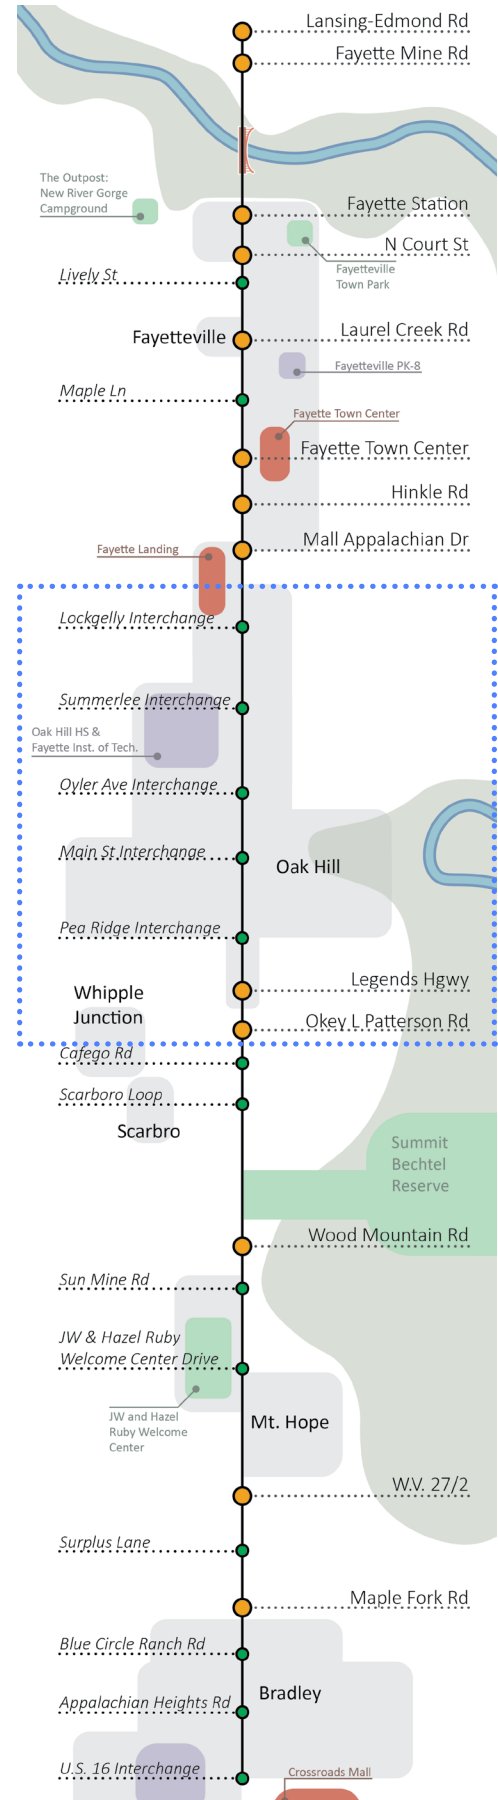 Lansing-Edmond Rd
Fayette Mine Rd
The Outpost:
New River Gorge
Campground
Fayette Station
N Court St
Fayetteville
Town Park
Lively St
Laurel Creek Rd
Fayetteville
Fayetteville PK-8
Maple Ln
Fayette Town Center
Fayette Town Center
Hinkle Rd
Mall Appalachian Dr
Fayette Landing
Lockgelly Interchange
Summerlee Interchange
Oak Hill HS &
Fayette Inst. of Tech.
Oyler Ave Interchange
Main St Interchange
Oak Hill
Pea Ridge Interchange
Legends Hgwy
Whipple
Junction
Okey L Patterson Rd
Cafego Rd
Scarboro Loop
Scarbro
Summit
Bechtel
Reserve
Wood Mountain Rd
Sun Mine Rd
JW & Hazel Ruby
Welcome Center Drive
JW and Hazel
Ruby Welcome
Center
Mt. Hope
W.V. 27/2
Surplus Lane
Maple Fork Rd
Blue Circle Ranch Rd
Bradley
Appalachian Heights Rd
U.S. 16 Interchange
Crossroads Mall